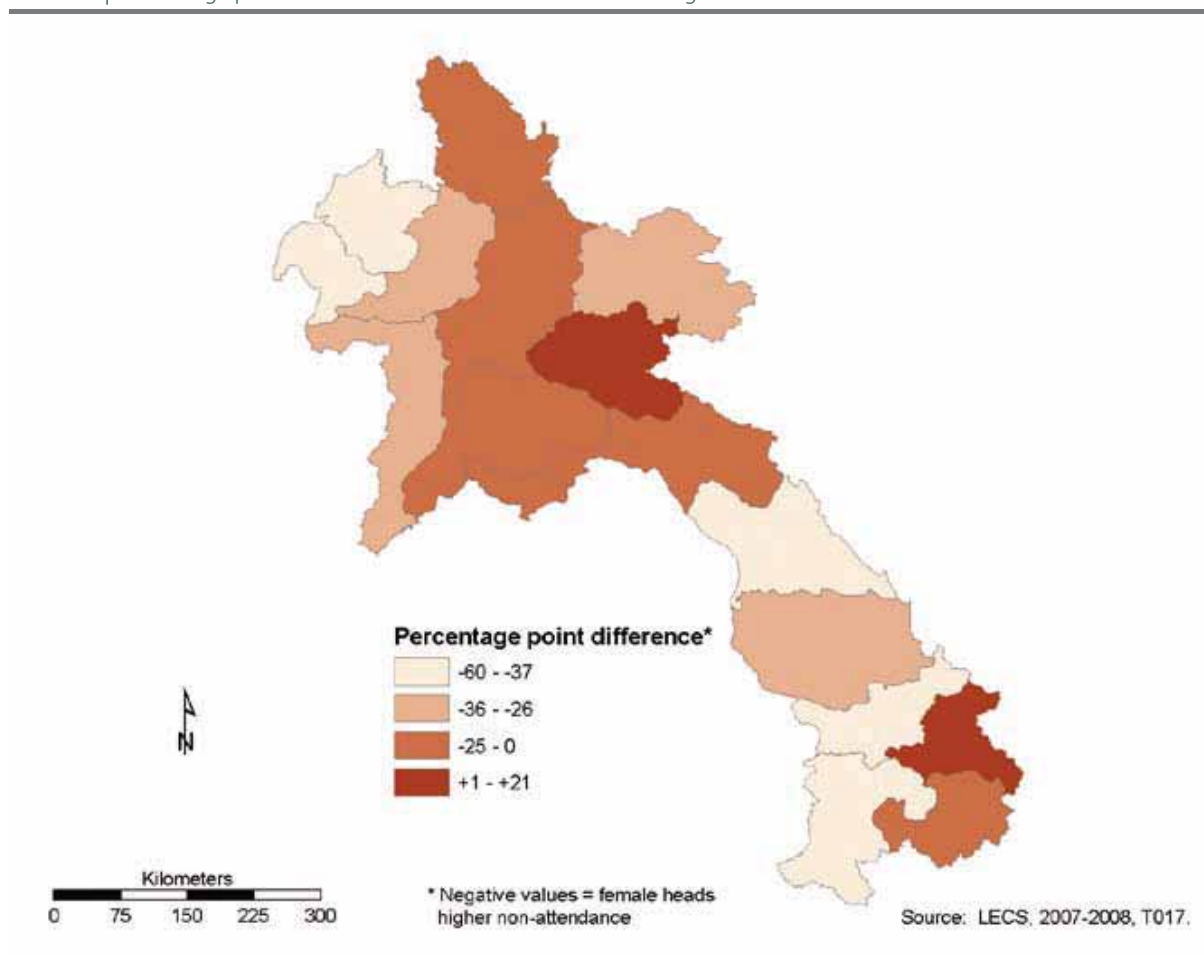 Percentage point difference*
-60 - -37
-36 - -26
-25 - 0
+1 - +21
N
Kilometers
0 75 150 225 300
* Negative values = female heads
higher non-attendance
Source: LECS, 2007-2008, T017.